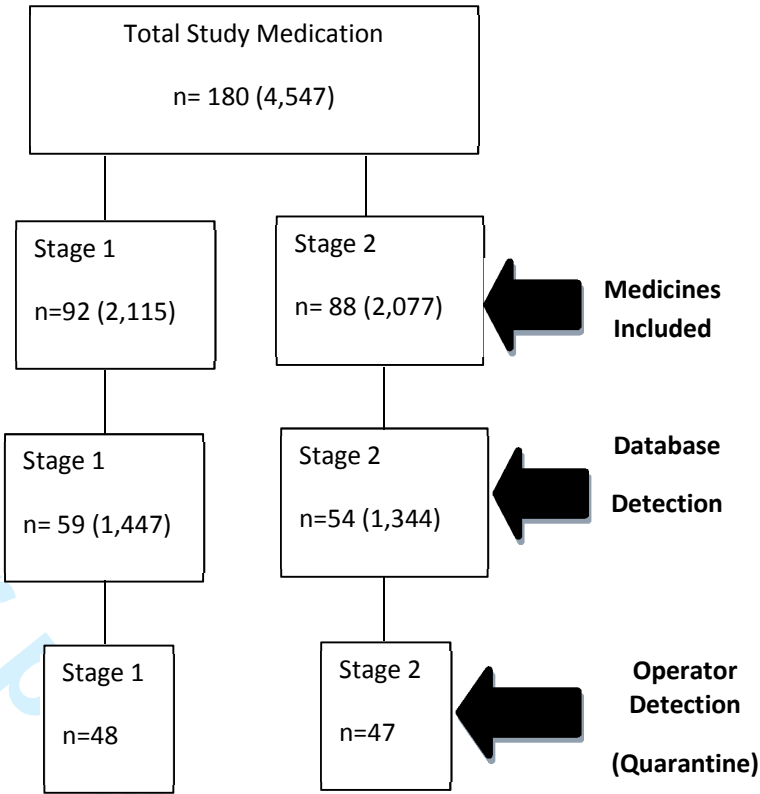 Total Study Medication
n= 180 (4,547)
Stage 1
n=92 (2,115)
Stage 2
n= 88 (2,077)
Medicines
Included
Stage 1
n= 59 (1,447)
Stage 2
n=54 (1,344)
Database
Detection
Stage 1
n=48
Stage 2
n=47
Operator
Detection
(Quarantine)